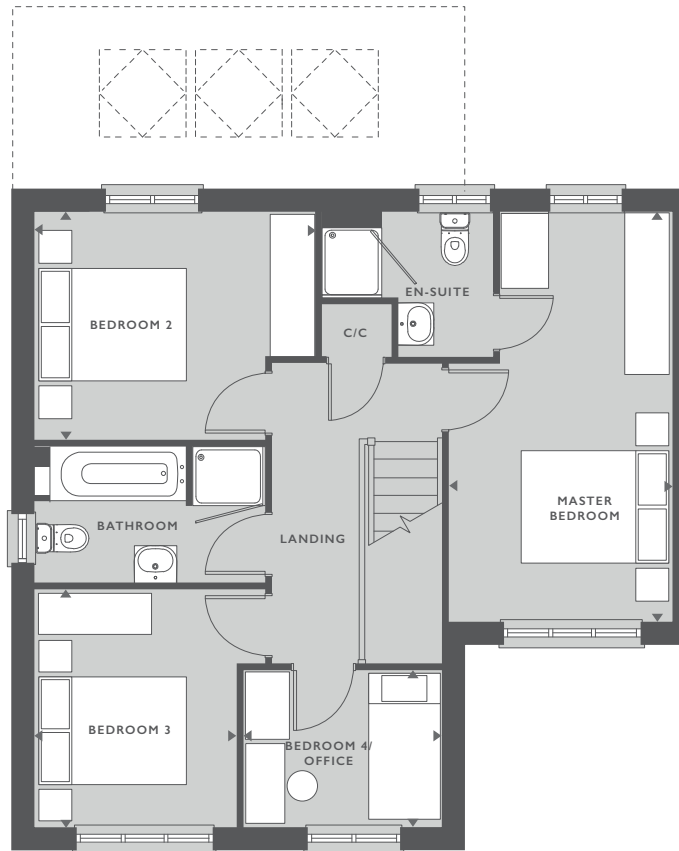 EN-SUITE
BEDROOM 2
C/C
MASTER
BEDROOM
BATHROOM
LANDING
BEDROOM 3
BEDROOM 4/
OFFICE